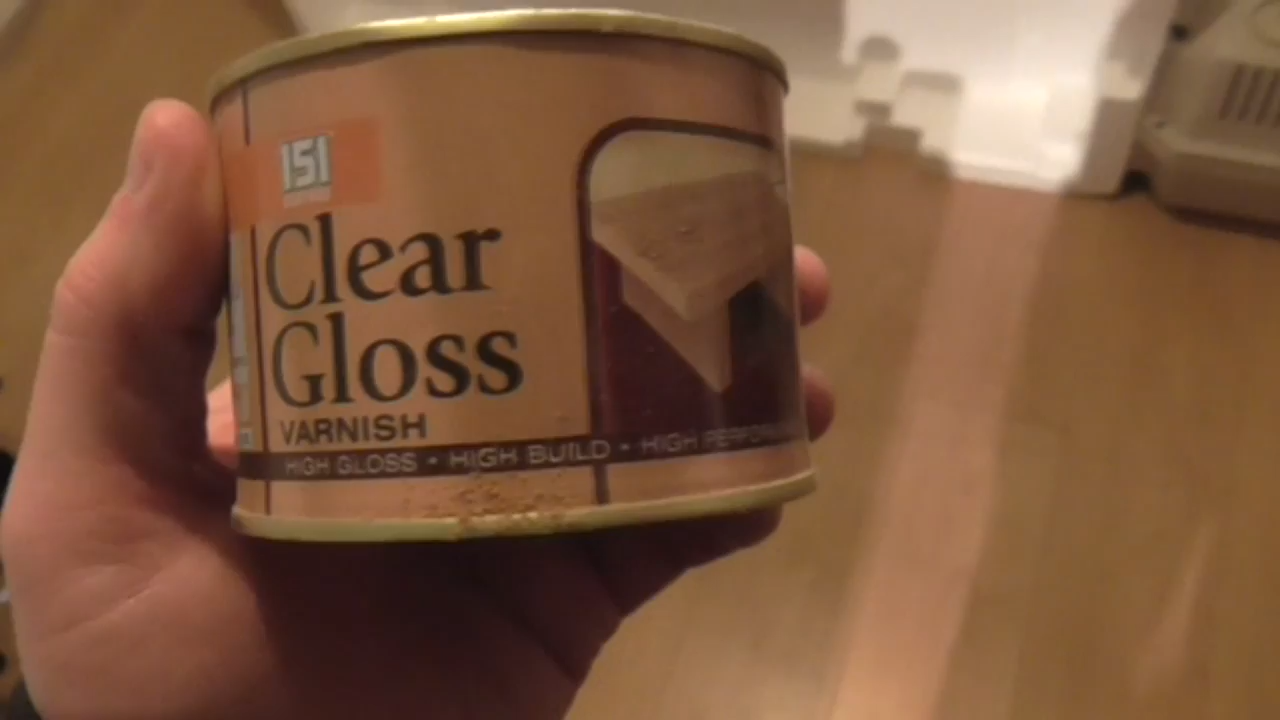 151
Clear
Gloss
VARNISH
HIGH GLOSS • HIGH BUILD • HIGH